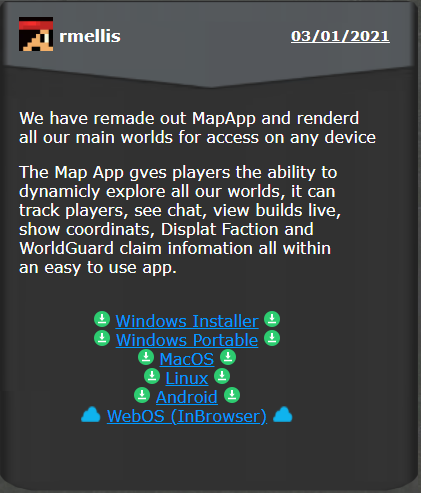 rmellis
03/01/2021
We have remade out MapApp and renderd
all our main worlds for access on any device
The Map App gves players the ability to
dynamicly explore all our worlds, it can
track players, see chat, view builds live,
show coordinats, Displat Faction and
WorldGuard claim infomation all within
an easy to use app.
Windows Installer
Windows Portable
MacOS
Linux
Android
WebOS (InBrowser)